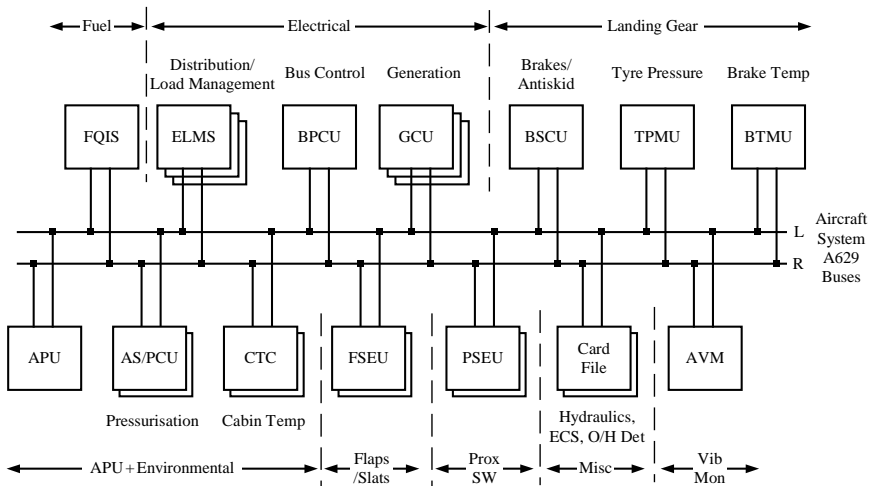 Fuel
Electrical
Landing Gear
Distribution/
Load Management
Bus Control
Generation
Brakes/
Antiskid
Tyre Pressure
Brake Temp
FQIS
ELMS
BPCU
GCU
BSCU
TPMU
BTMU
L
R
Aircraft
System
A629
Buses
APU
AS/PCU
CTC
FSEU
PSEU
Card
File
AVM
Pressurisation
Cabin Temp
Hydraulics,
ECS, O/H Det
APU + Environmental
Flaps
/Slats
Prox
SW
Misc
Vib
Mon